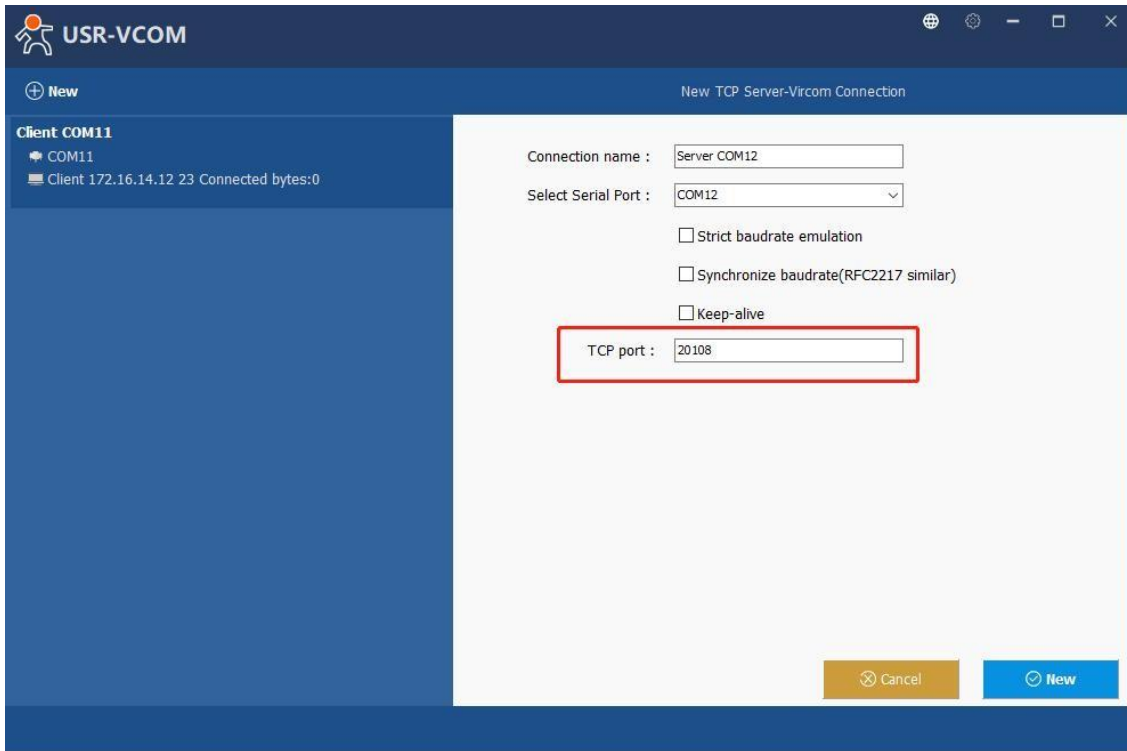 USR-VCOM
New
New TCP Server-Vircom Connection
Client COM11
COM11
Client 172.16.14.12 23 Connected bytes:0
Connection name :
Server COM12
Select Serial Port :
COM12
Strict baudrate emulation
Synchronize baudrate(RFC2217 similar)
Keep-alive
TCP port :
20108
Cancel
New